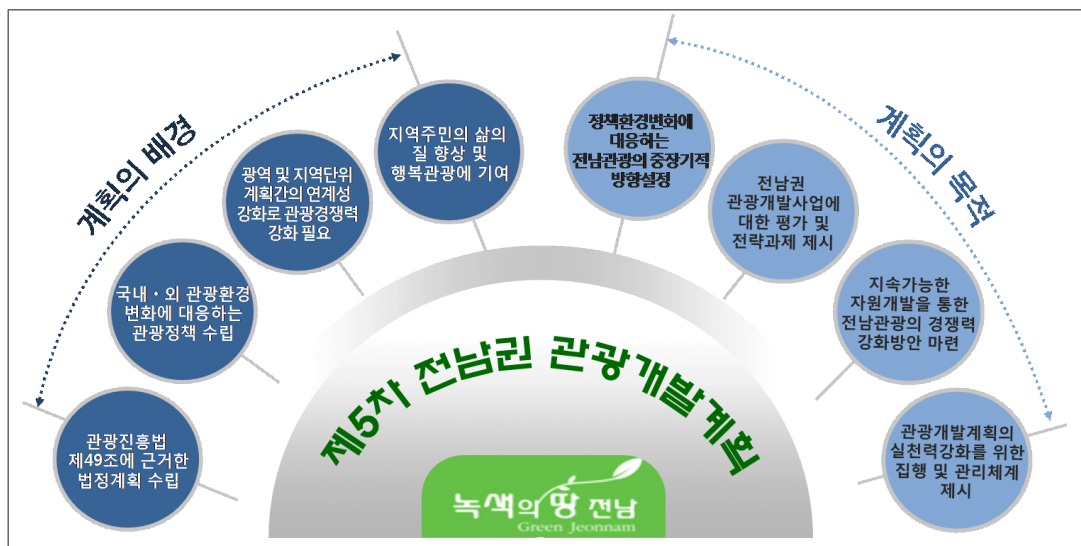 계획의 배경
관광진흥법
제49조에 근거한
법정계획 수립
국내・외 관광환경
변화에 대응하는
관광정책 수립
광역 및 지역단위
계획간의 연계성
강화로 관광경쟁력
강화 필요
지역주민의 삶의
질 향상 및
행복관광에 기여
계획의 목적
정책환경변화에
대응하는
전남관광의 중장기적
방향설정
전남권
관광개발사업에
대한 평가 및
전략과제 제시
지속가능한
자원개발을 통한
전남관광의 경쟁력
강화방안 마련
관광개발계획의
실천력강화를 위한
집행 및 관리체계
제시
제5차 전남권 관광개발계획
녹색의 땅 전남
Green Jeonnam